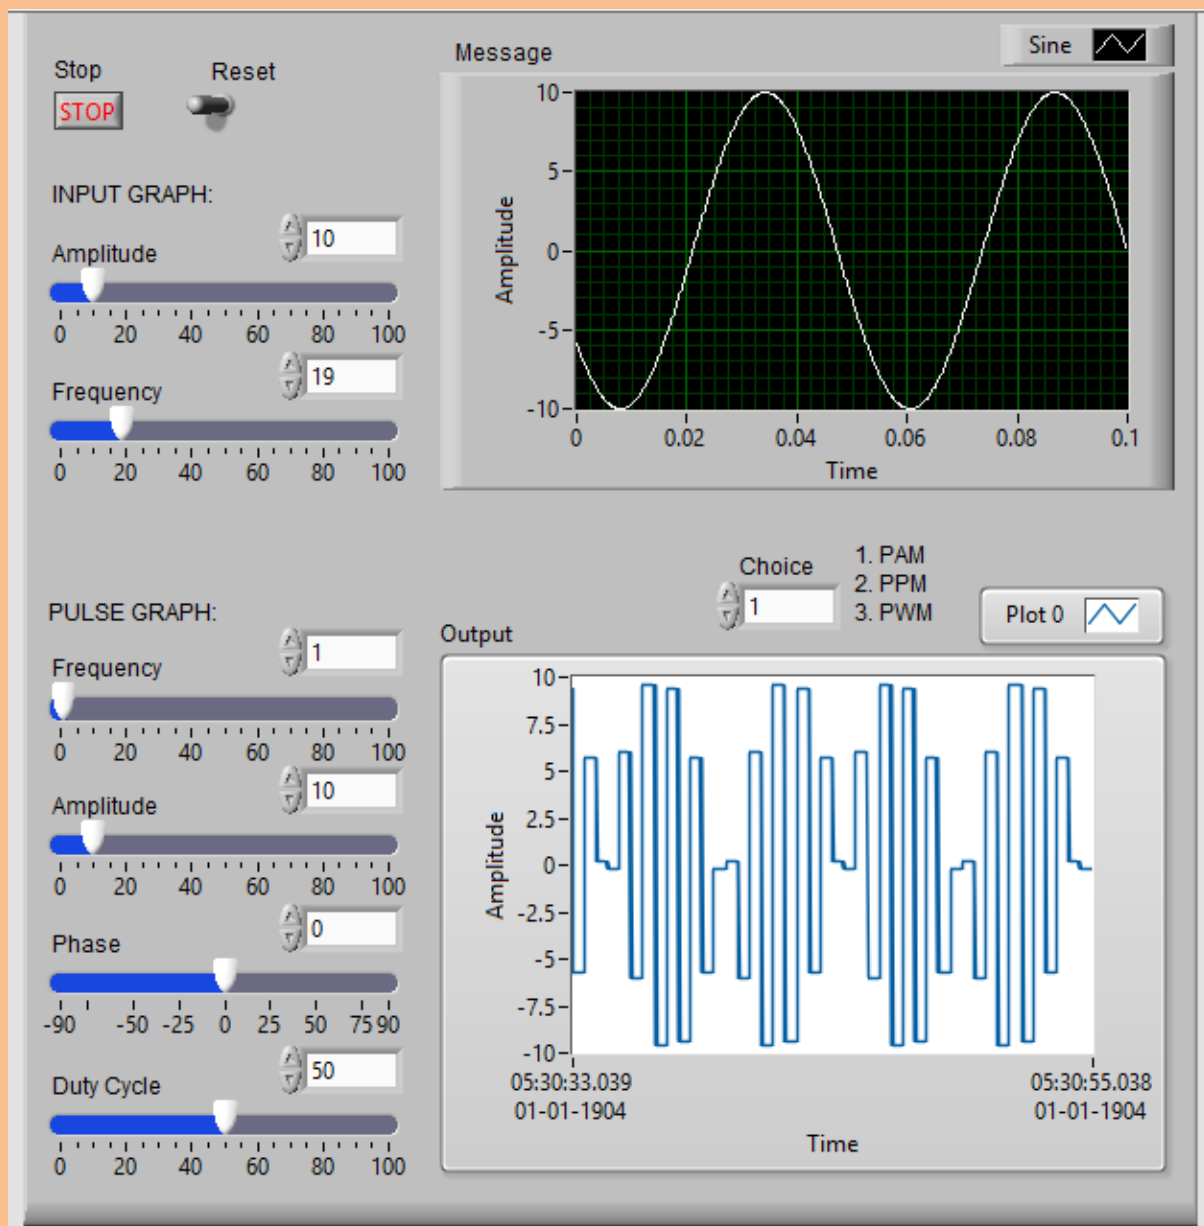 Stop
Reset
STOP
INPUT GRAPH:
Amplitude
10
0 20 40 60 80 100
Frequency
19
0 20 40 60 80 100
Message
Sine
10
5
0
-5
-10
Amplitude
0 0.02 0.04 0.06 0.08 0.1
Time
PULSE GRAPH:
Frequency
1
0 20 40 60 80 100
Amplitude
10
0 20 40 60 80 100
Phase
0
-90 -50 -25 0 25 50 75 90
Duty Cycle
50
0 20 40 60 80 100
Choice
1
1. PAM
2. PPM
3. PWM
Plot 0
Output
10
7.5
5
2.5
0
-2.5
-5
-7.5
-10
Amplitude
05:30:33.039
01-01-1904
05:30:55.038
01-01-1904
Time